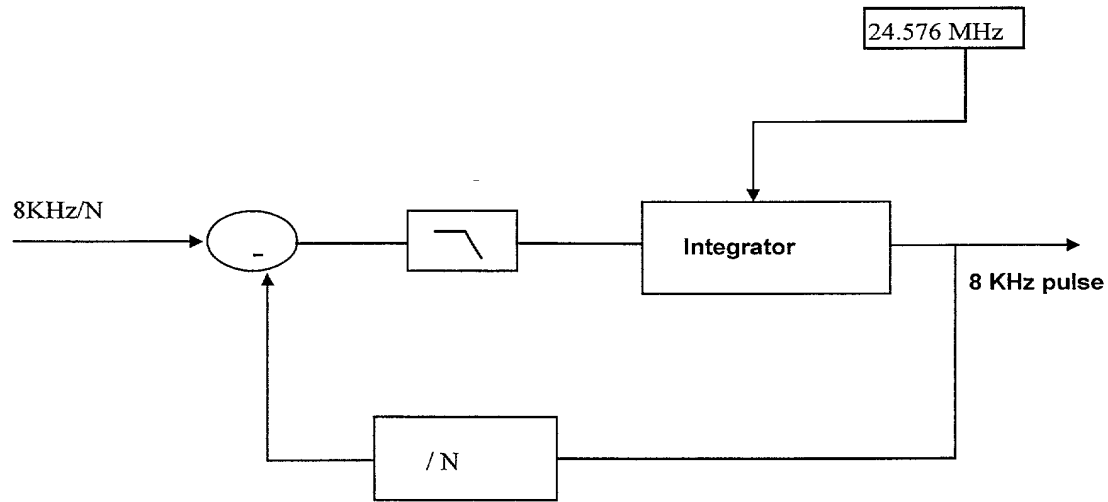 24.576 MHz
8KHz/N
-
Integrator
8 KHz pulse
/ N